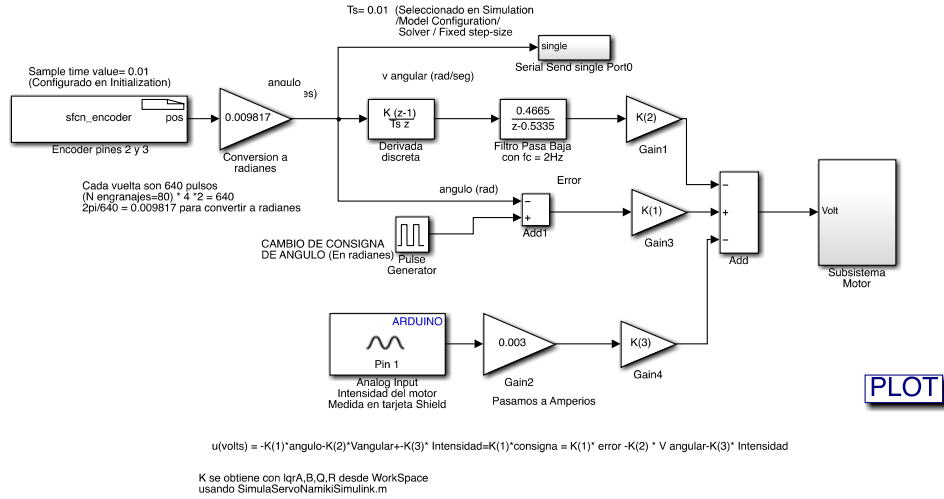 Ts= 0.01 (Seleccionado en Simulation
/Model Configuration/
Solver / Fixed step-size
single
Serial Send single Port0
Sample time value= 0.01
(Configurado en Initialization)
angulo
es)
v angular (rad/seg)
sfcn_encoder
pos
Encoder pines 2 y 3
0.009817
Conversion a
radianes
K (z-1)
Ts z
Derivada
discreta
0.4665
z-0.5335
Filtro Pasa Baja
con fc = 2Hz
K(2)
Gain1
Cada vuelta son 640 pulsos
(N engranajes=80) * 4 *2 = 640
2pi/640 = 0.009817 para convertir a radianes
angulo (rad)
Error
Add1
K(1)
Gain3
Add
Volt
Subsistema
Motor
CAMBIO DE CONSIGNA
DE ANGULO (En radianes)
Pulse
Generator
ARDUINO
Pin 1
Analog Input
Intensidad del motor
Medida en tarjeta Shield
0.003
Gain2
Pasamos a Amperios
K(3)
Gain4
PLOT
u(volts) = -K(1)*angulo-K(2)*Vangular+-K(3)* Intensidad=K(1)*consigna = K(1)* error -K(2) * V angular-K(3)* Intensidad
K se obtiene con lqrA,B,Q,R desde WorkSpace
usando SimulaServoNamikiSimulink.m